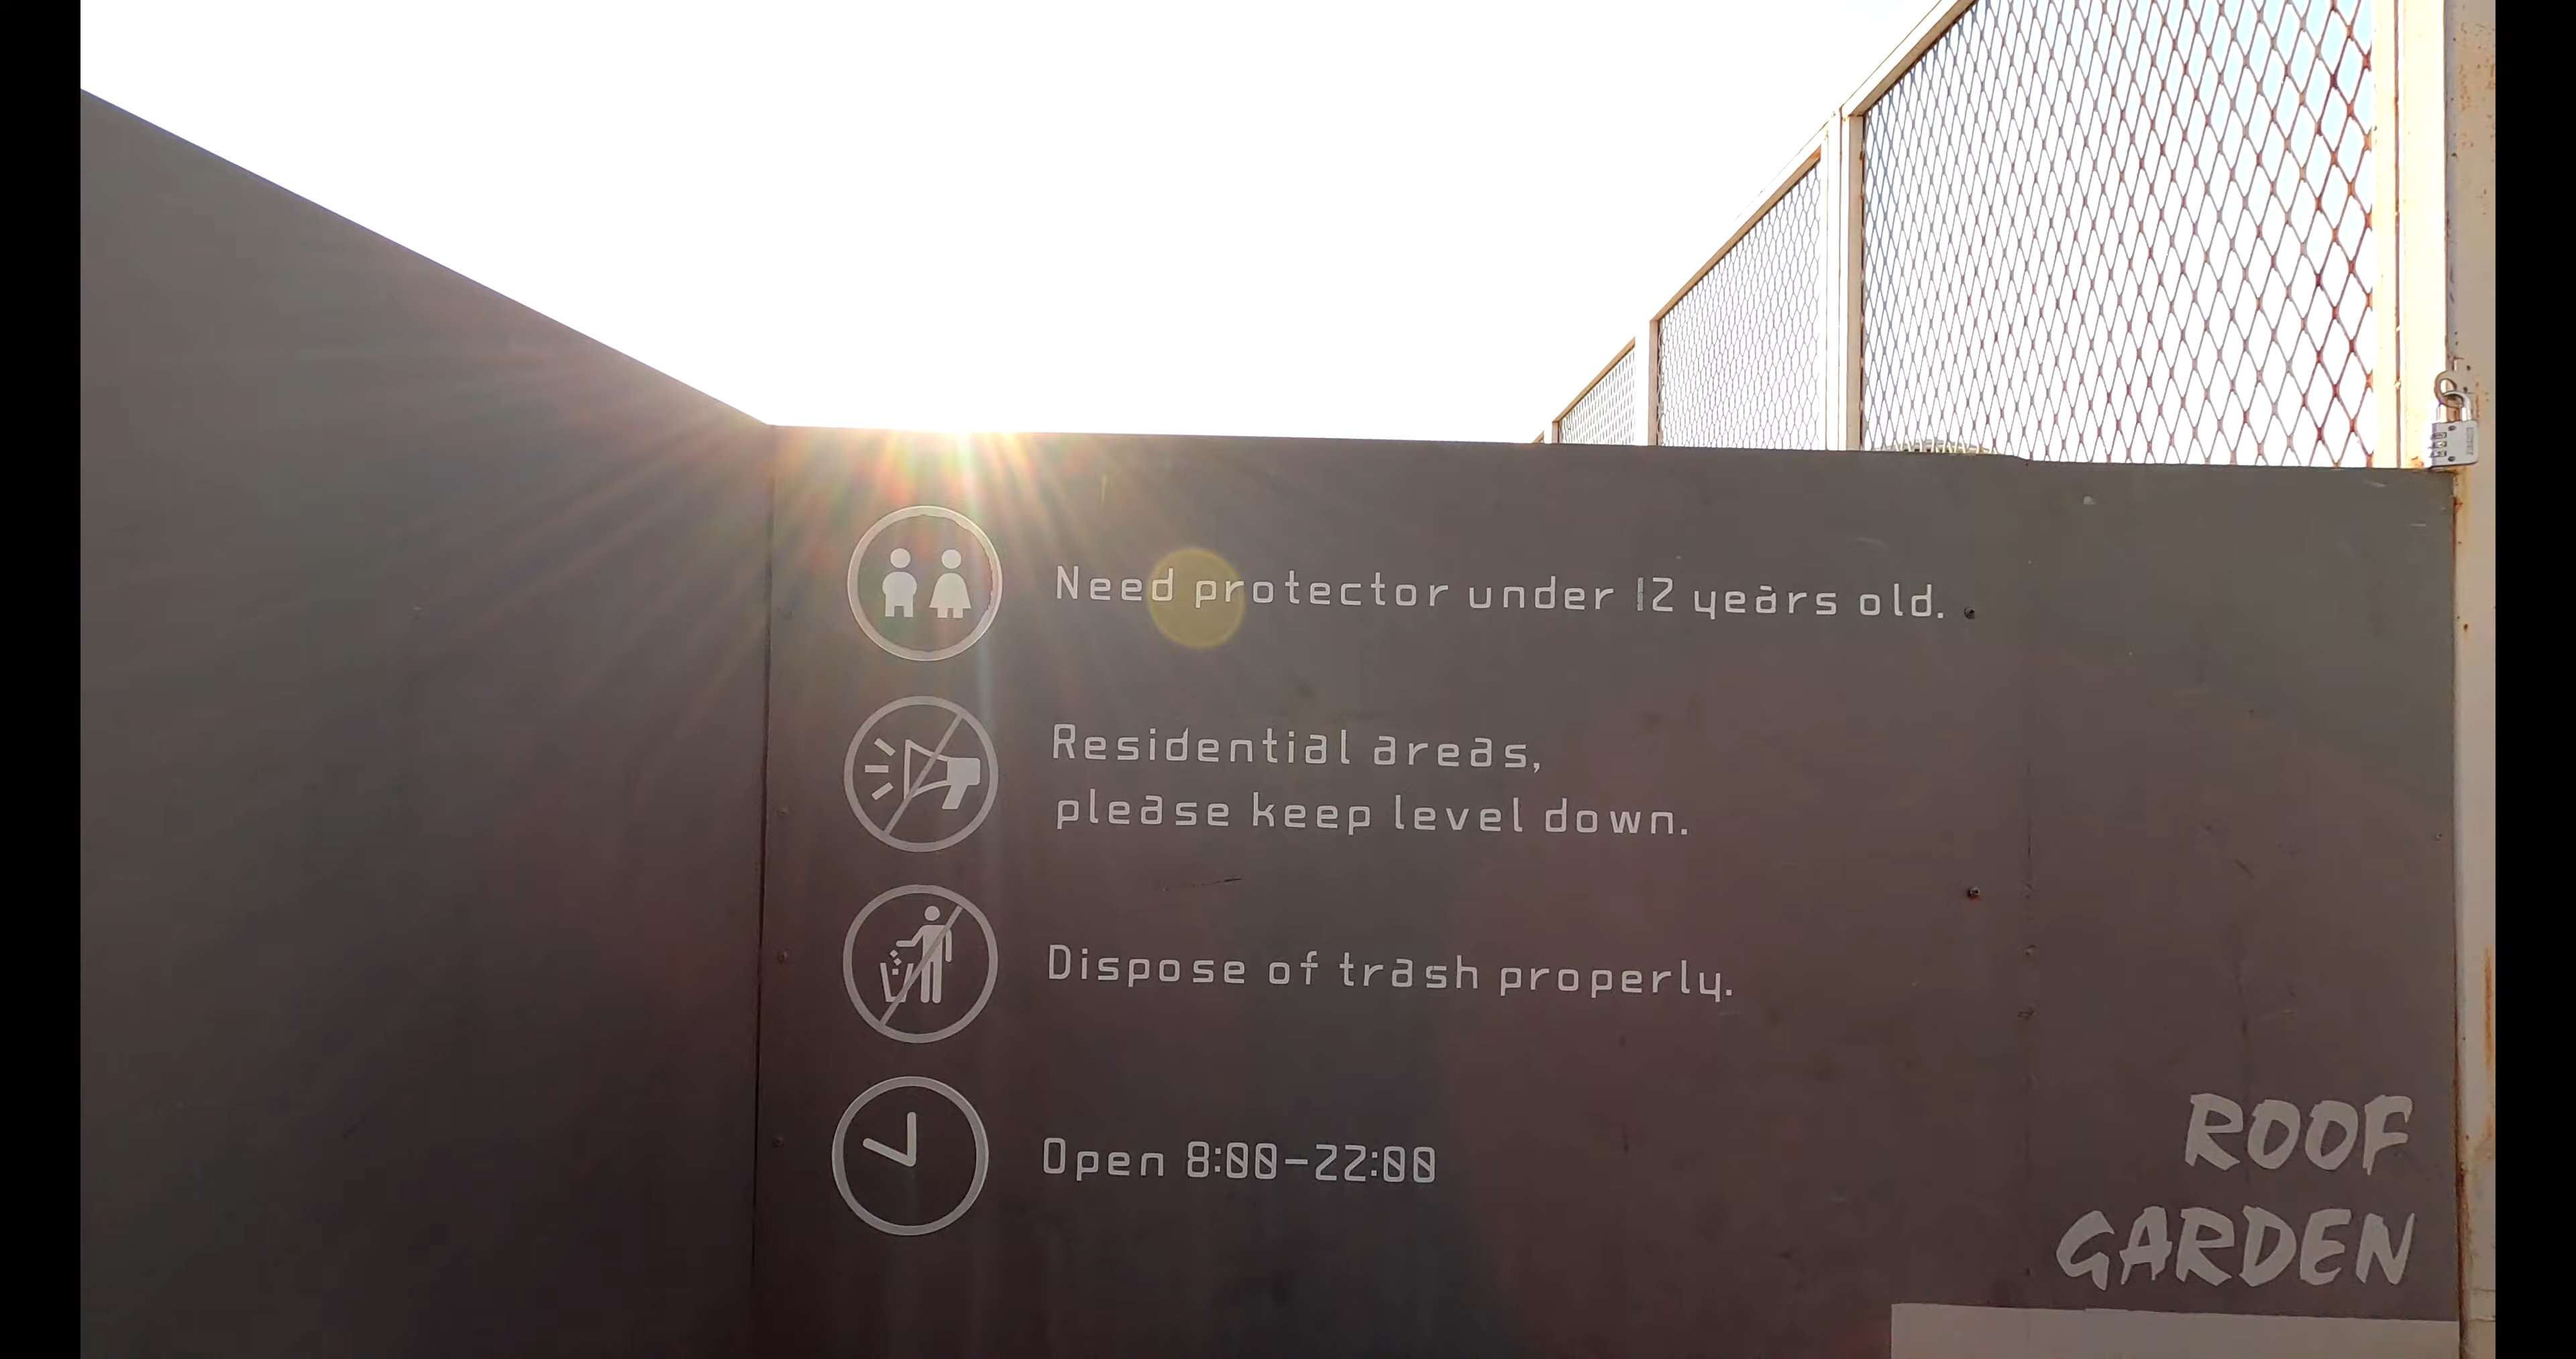 Need protector under 12 years old.
Residential areas,
please keep level down.
Dispose of trash properly.
Open 8:00-22:00
ROOF
GARDEN